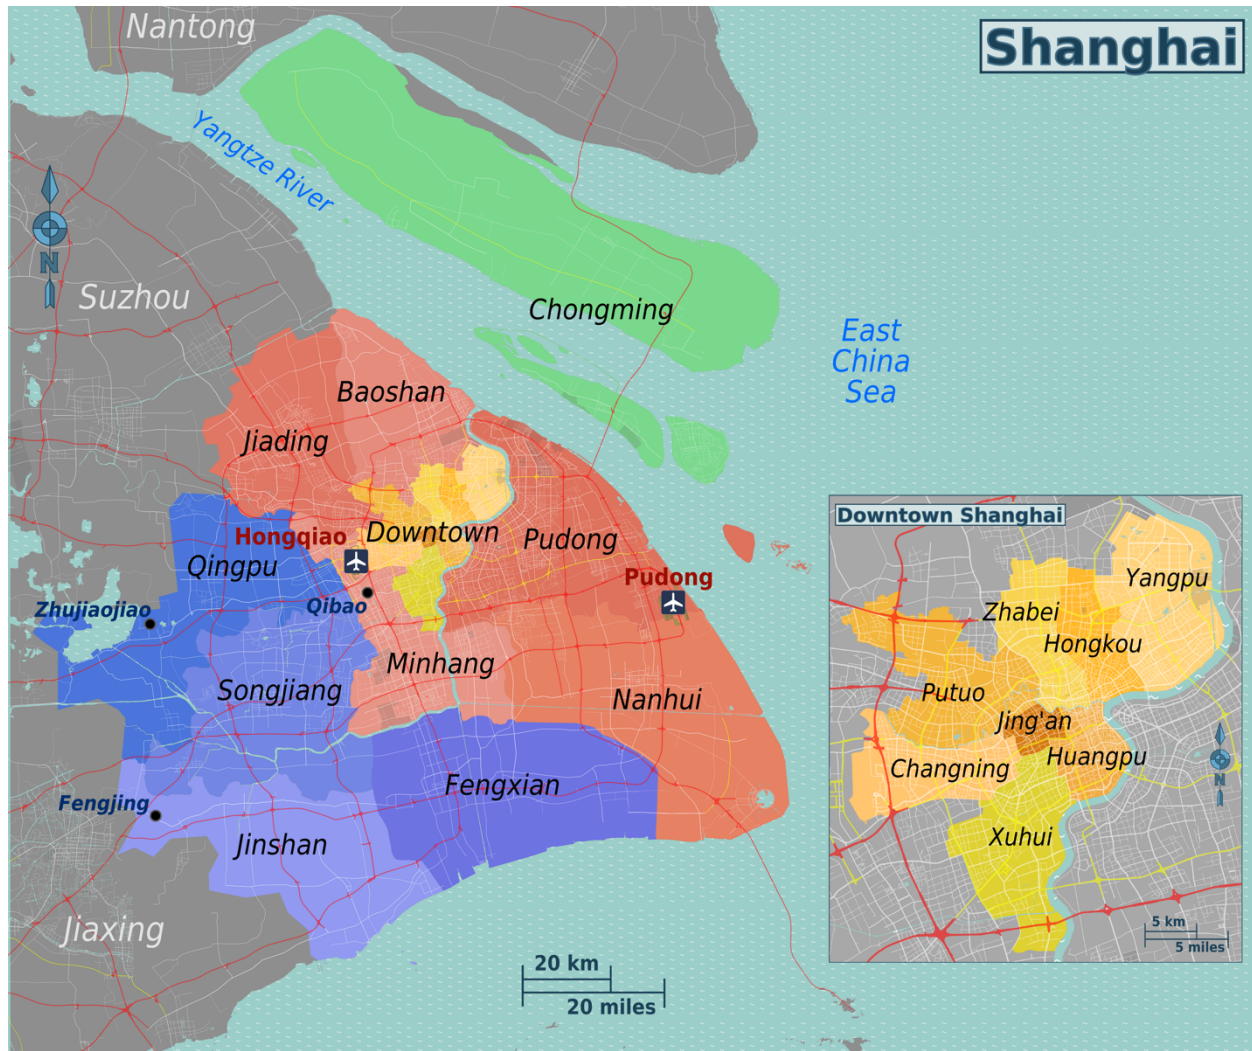 Nantong
Shanghai
Yangtze River
N
Suzhou
Chongming
East
China
Sea
Baoshan
Jiading
Downtown
Hongqiao
Pudong
Qingpu
Pudong
Zhujiaojiao
Qibao
Minhang
Songjiang
Nanhui
Fengxian
Fengjing
Jinshan
Jiaxing
20 km
20 miles
Downtown Shanghai
Yangpu
Zhabei
Hongkou
Putuo
Jing'an
Huangpu
Changning
N
Xuhui
5 km
5 miles